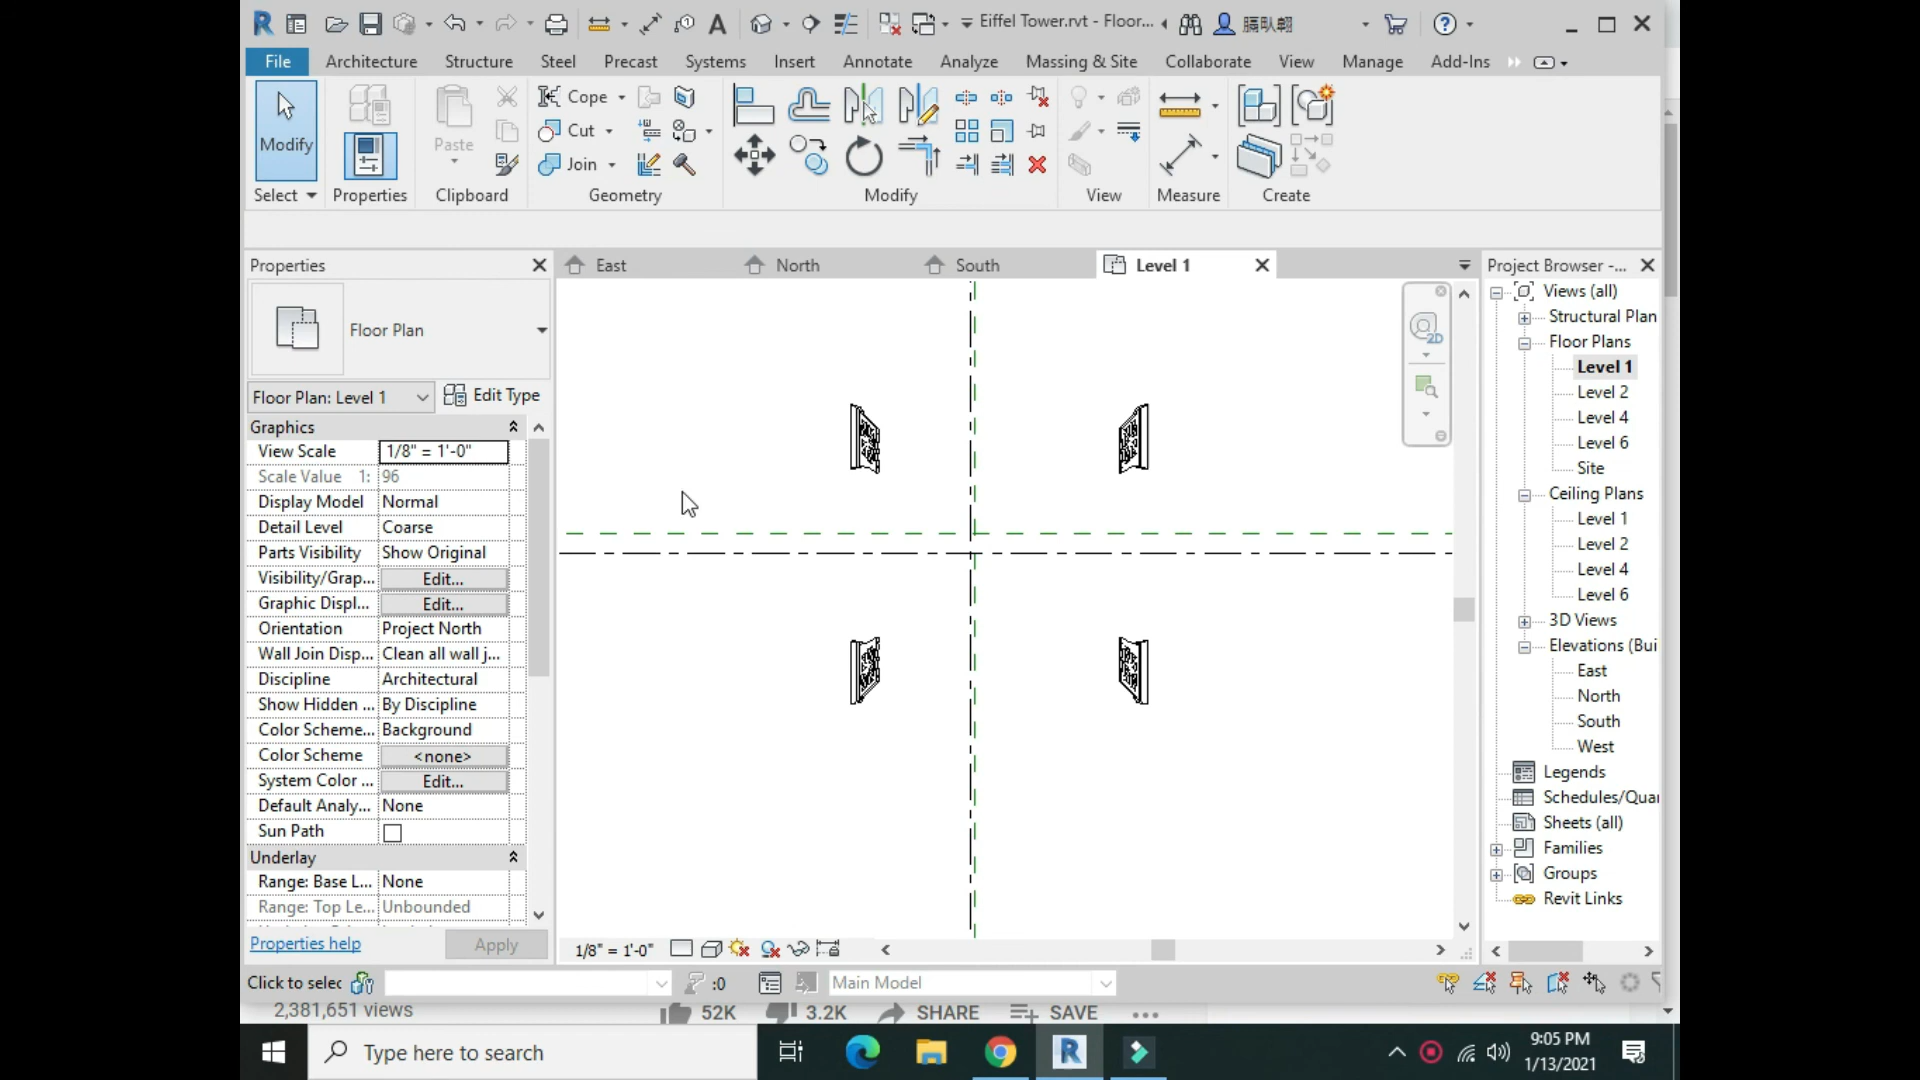 Eiffel Tower.rvt - Floor...
File Architecture Structure Steel Precast Systems Insert Annotate Analyze Massing & Site Collaborate View Manage Add-Ins
Modify
Paste
Cope
Cut
Join
Select Properties Clipboard Geometry Modify View Measure Create
Properties
East North South Level 1
Project Browser -...
Floor Plan
Floor Plan: Level 1 Edit Type
Graphics
View Scale 1/8" = 1'-0"
Scale Value 1: 96
Display Model Normal
Detail Level Coarse
Parts Visibility Show Original
Visibility/Grap... Edit...
Graphic Displ... Edit...
Orientation Project North
Wall Join Disp... Clean all wall j...
Discipline Architectural
Show Hidden ... By Discipline
Color Scheme... Background
Color Scheme <none>
System Color ... Edit...
Default Analy... None
Sun Path
Underlay
Range: Base L... None
Range: Top Le... Unbounded
Properties help Apply
2D
Views (all)
Structural Plan
Floor Plans
Level 1
Level 2
Level 4
Level 6
Site
Ceiling Plans
Level 1
Level 2
Level 4
Level 6
3D Views
Elevations (Bui
East
North
South
West
Legends
Schedules/Qua
Sheets (all)
Families
Groups
Revit Links
1/8" = 1'-0"
Click to selec :0 Main Model
2,381,651 views 52K 3.2K SHARE SAVE
Type here to search
9:05 PM
1/13/2021